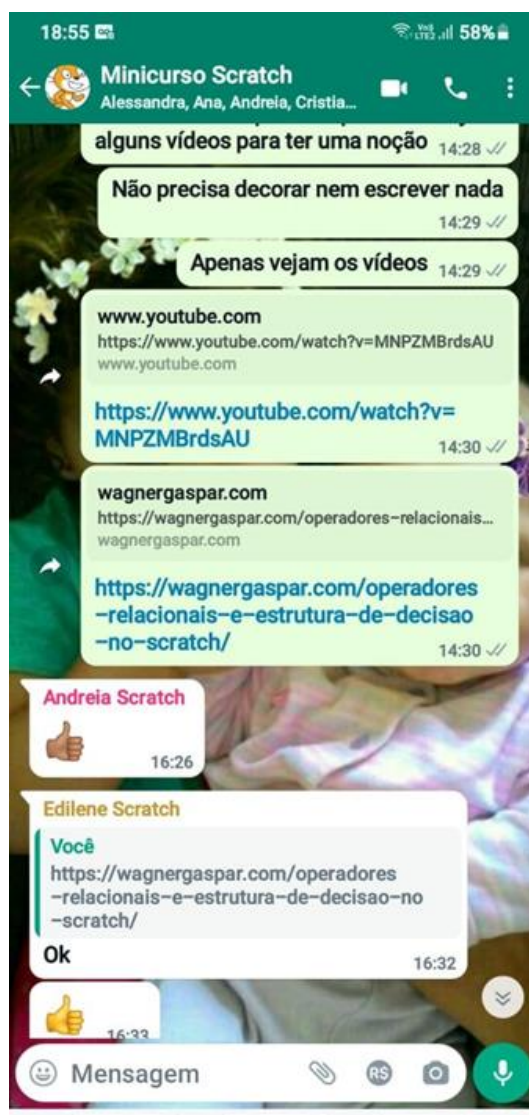 18:55
VoI) 58%
LTE2
Minicurso Scratch
Alessandra, Ana, Andreia, Cristia...
alguns vídeos para ter uma noção 14:28
Não precisa decorar nem escrever nada
14:29
Apenas vejam os vídeos 14:29
www.youtube.com
https://www.youtube.com/watch?v=MNPZMBrdsAU
www.youtube.com
https://www.youtube.com/watch?v=
MNPZMBrdsAU
14:30
wagnergaspar.com
https://wagnergaspar.com/operadores-relacionais...
wagnergaspar.com
https://wagnergaspar.com/operadores
-relacionais-e-estrutura-de-decisao
-no-scratch/
14:30
Andreia Scratch
16:26
Edilene Scratch
Você
https://wagnergaspar.com/operadores
-relacionais-e-estrutura-de-decisao-no
-scratch/
Ok
16:32
16:33
Mensagem R$